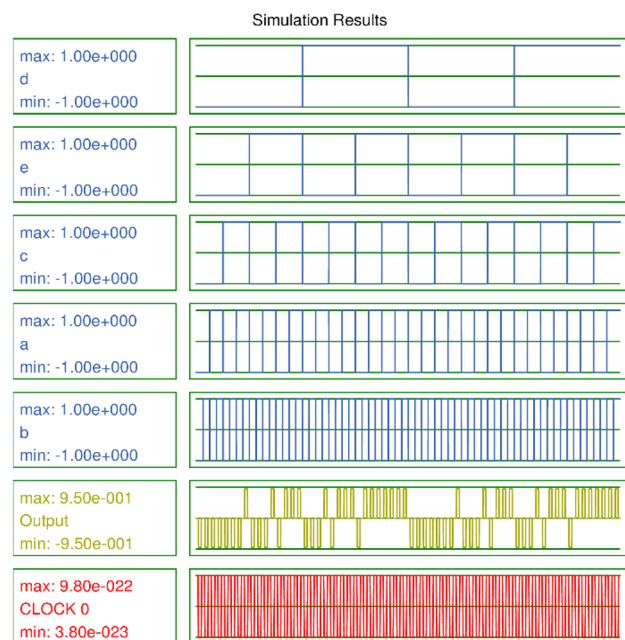 Simulation Results
max: 1.00e+000
d
min: -1.00e+000
max: 1.00e+000
e
min: -1.00e+000
max: 1.00e+000
c
min: -1.00e+000
max: 1.00e+000
a
min: -1.00e+000
max: 1.00e+000
b
min: -1.00e+000
max: 9.50e-001
Output
min: -9.50e-001
max: 9.80e-022
CLOCK 0
min: 3.80e-023